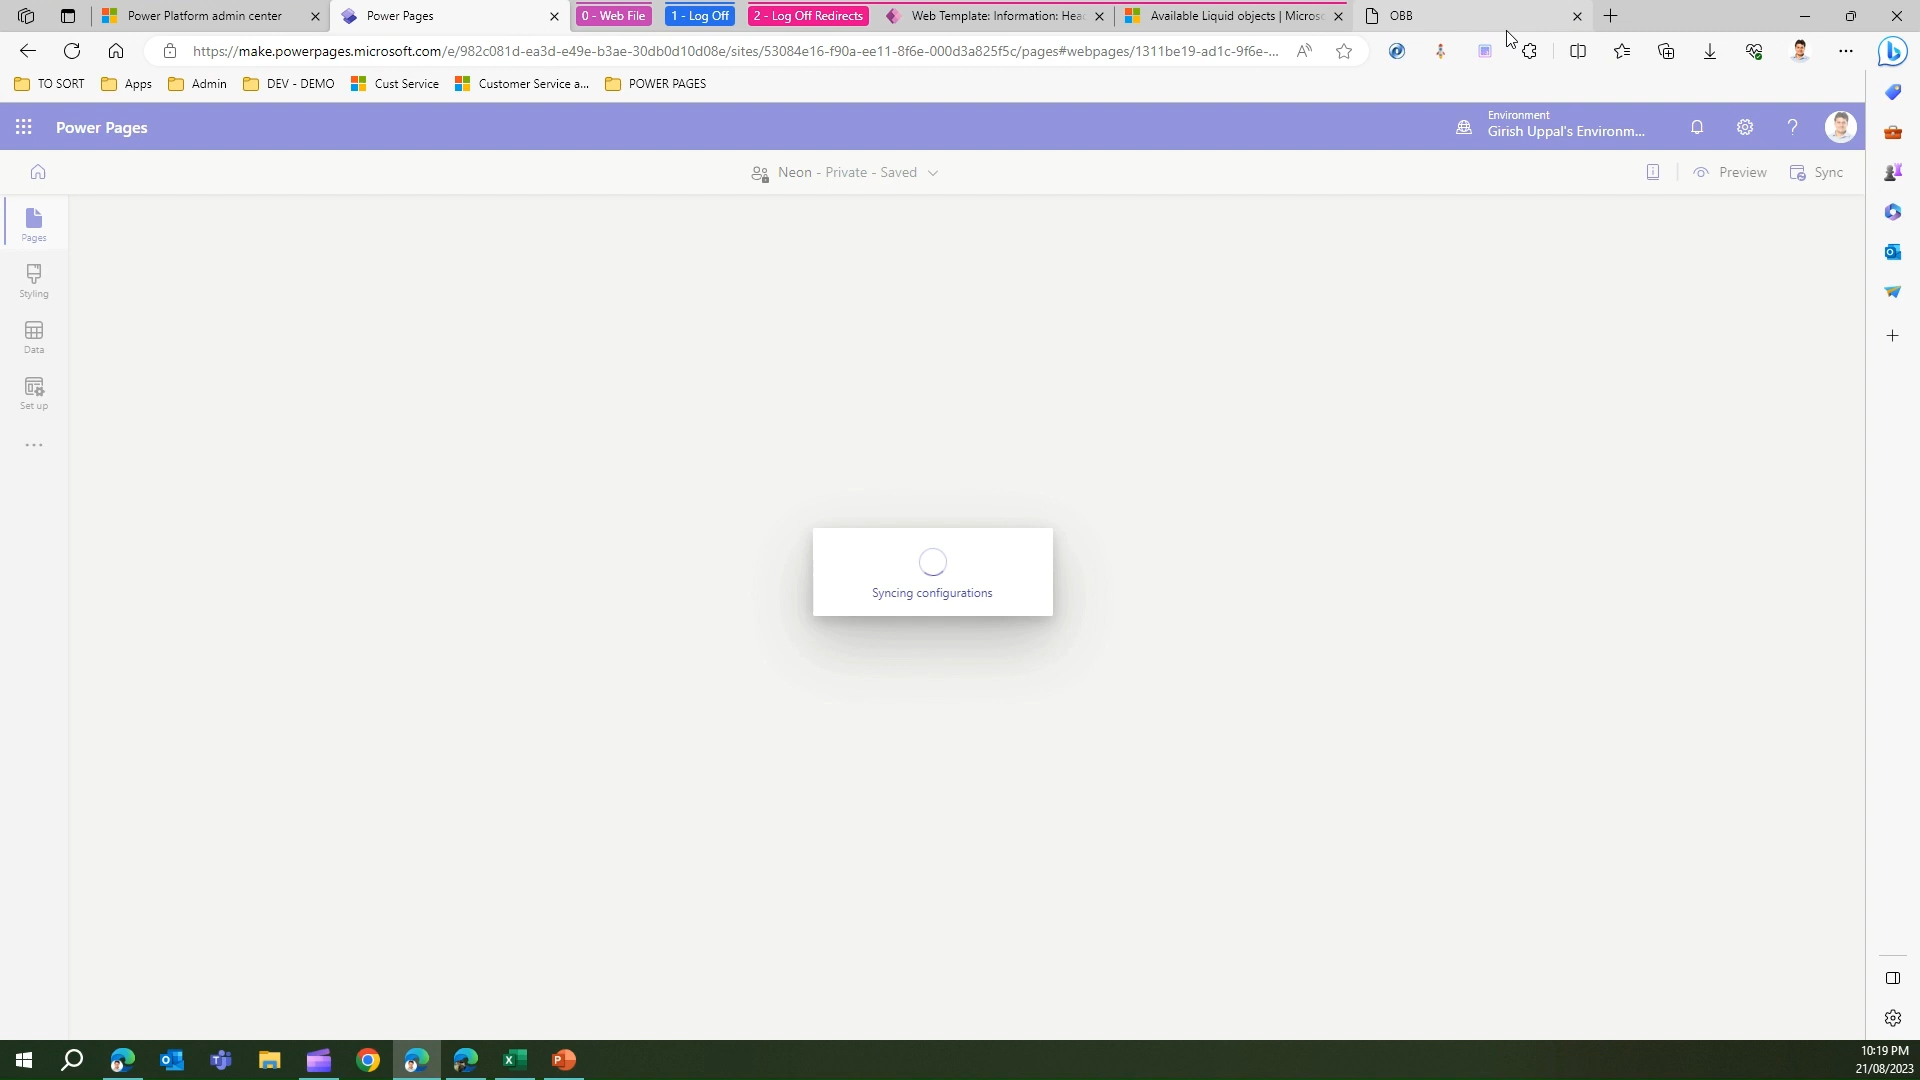 Power Platform admin center
Power Pages
0 - Web File
1 - Log Off
2 - Log Off Redirects
Web Template: Information: Hea
Available Liquid objects | Micros
OBB
https://make.powerpages.microsoft.com/e/982c081d-ea3d-e49e-b3ae-30db0d10d08e/sites/53084e16-f90a-ee11-8f6e-000d3a825f5c/pages#webpages/1311be19-ad1c-9f6e-...
TO SORT
Apps
Admin
DEV - DEMO
Cust Service
Customer Service a...
POWER PAGES
Power Pages
Environment
Girish Uppal's Environm...
Neon - Private - Saved
Preview
Sync
Pages
Styling
Data
Set up
Syncing configurations
10:19 PM
21/08/2023